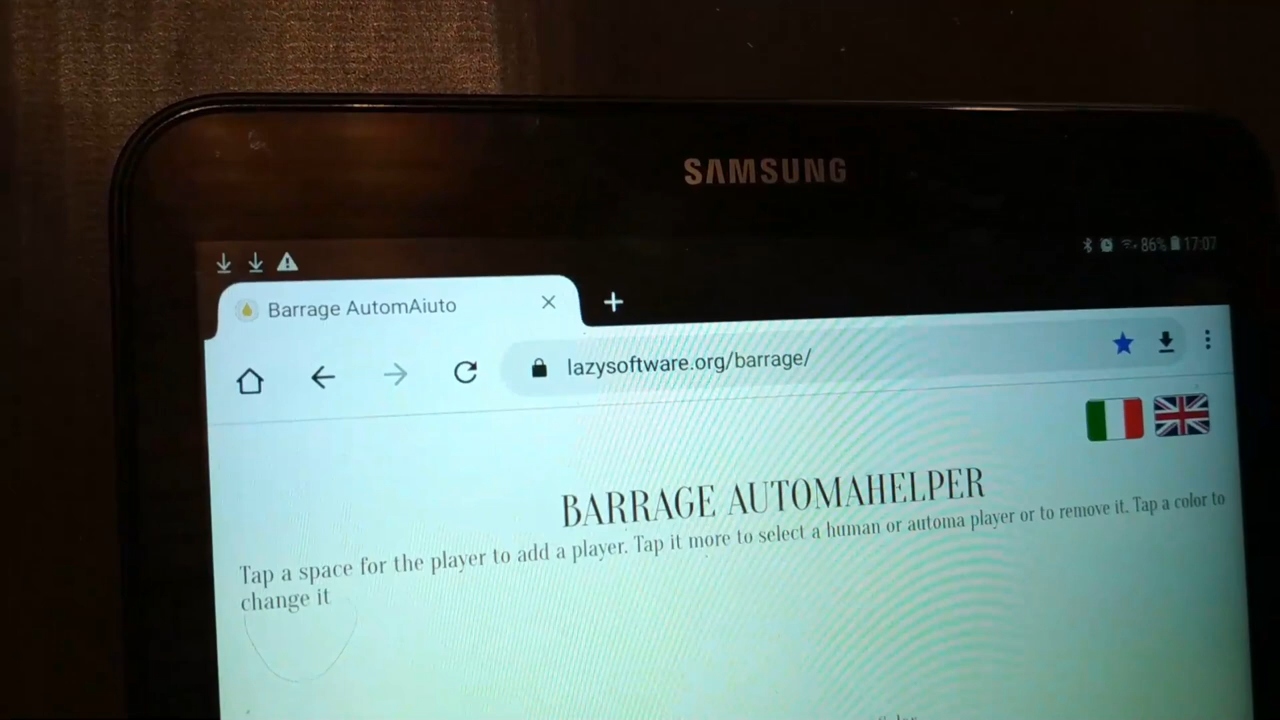 SAMSUNG
86% 17:07
Barrage AutomAiuto
lazysoftware.org/barrage/
BARRAGE AUTOMAHELPER
Tap a space for the player to add a player. Tap it more to select a human or automa player or to remove it. Tap a color to
change it